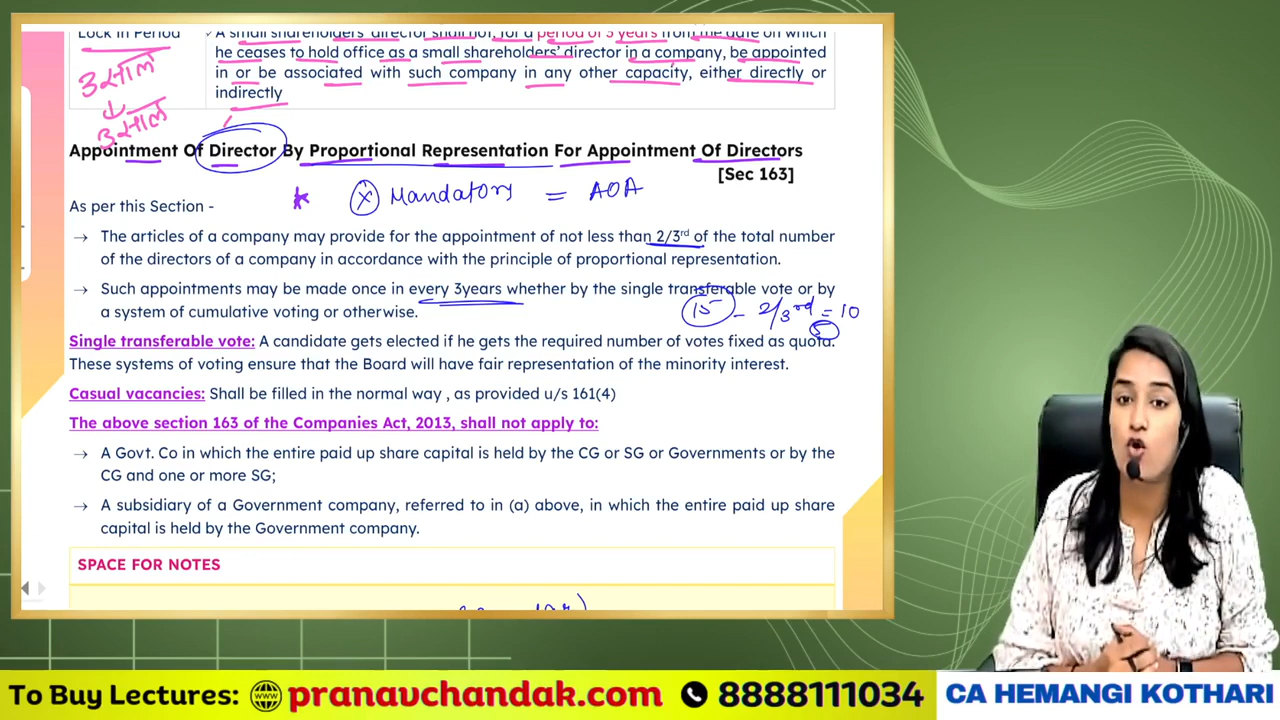 Lock in Period
✓ A small shareholders' director shall not, for a period of 3 years from the date on which
he ceases to hold office as a small shareholders' director in a company, be appointed
in or be associated with such company in any other capacity, either directly or
indirectly
3 साल
↓
3 साल
Appointment Of Director By Proportional Representation For Appointment Of Directors
[Sec 163]
* (X) Mandatory = AOA
As per this Section -
→ The articles of a company may provide for the appointment of not less than 2/3rd of the total number
of the directors of a company in accordance with the principle of proportional representation.
→ Such appointments may be made once in every 3years whether by the single transferable vote or by
a system of cumulative voting or otherwise.
15 - 2/3rd = 10
5
Single transferable vote: A candidate gets elected if he gets the required number of votes fixed as quota.
These systems of voting ensure that the Board will have fair representation of the minority interest.
Casual vacancies: Shall be filled in the normal way , as provided u/s 161(4)
The above section 163 of the Companies Act, 2013, shall not apply to:
→ A Govt. Co in which the entire paid up share capital is held by the CG or SG or Governments or by the
CG and one or more SG;
→ A subsidiary of a Government company, referred to in (a) above, in which the entire paid up share
capital is held by the Government company.
SPACE FOR NOTES
To Buy Lectures: pranavchandak.com 8888111034 CA HEMANGI KOTHARI